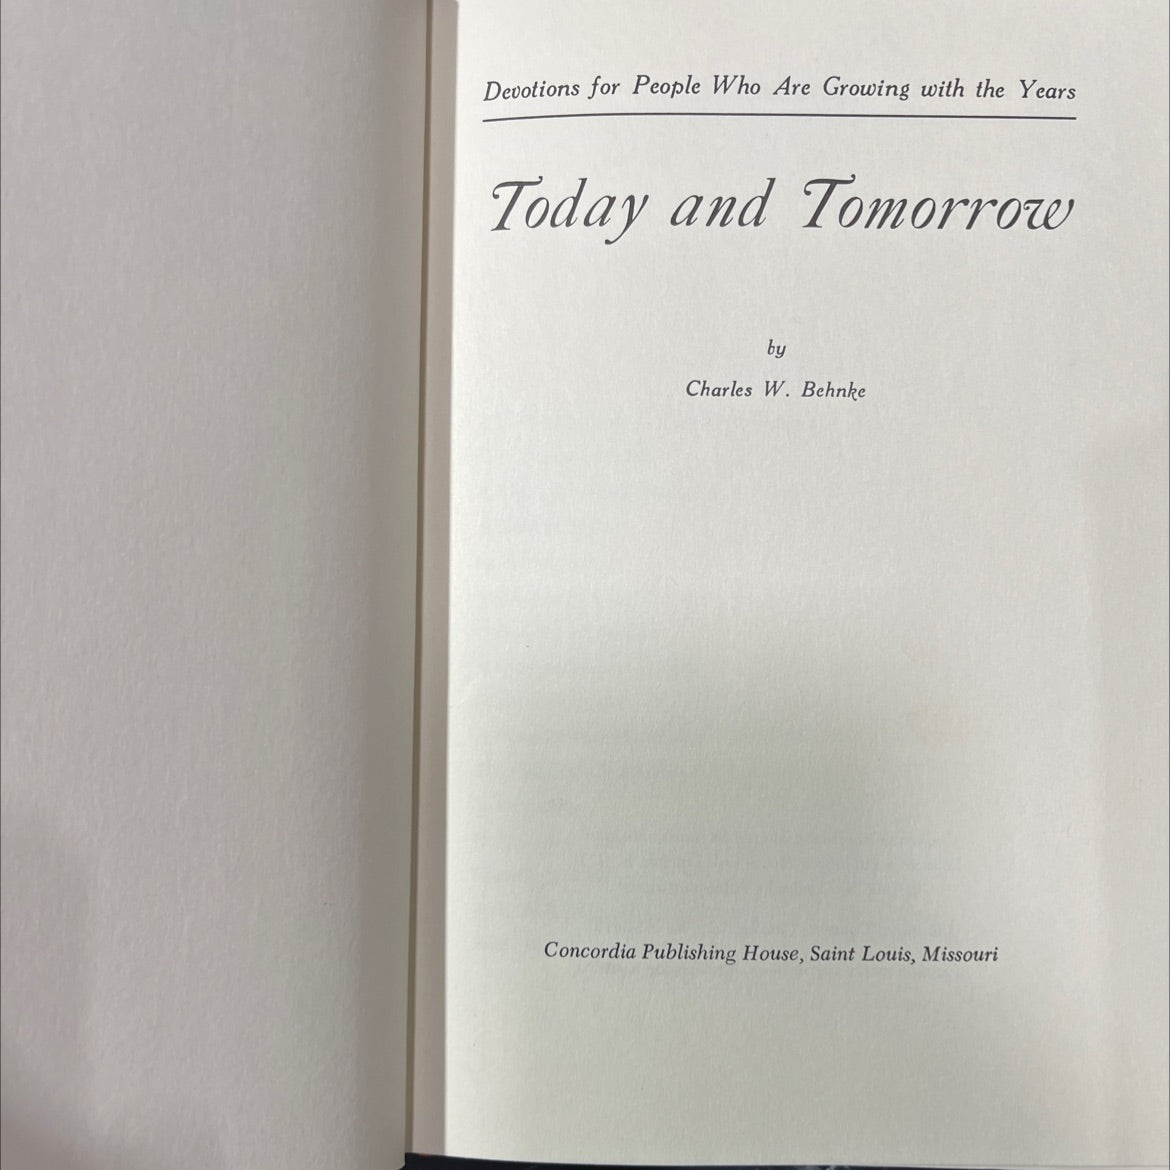 Devotions for People Who Are Growing with the Years
Today and Tomorrow
by
Charles W. Behnke
Concordia Publishing House, Saint Louis, Missouri